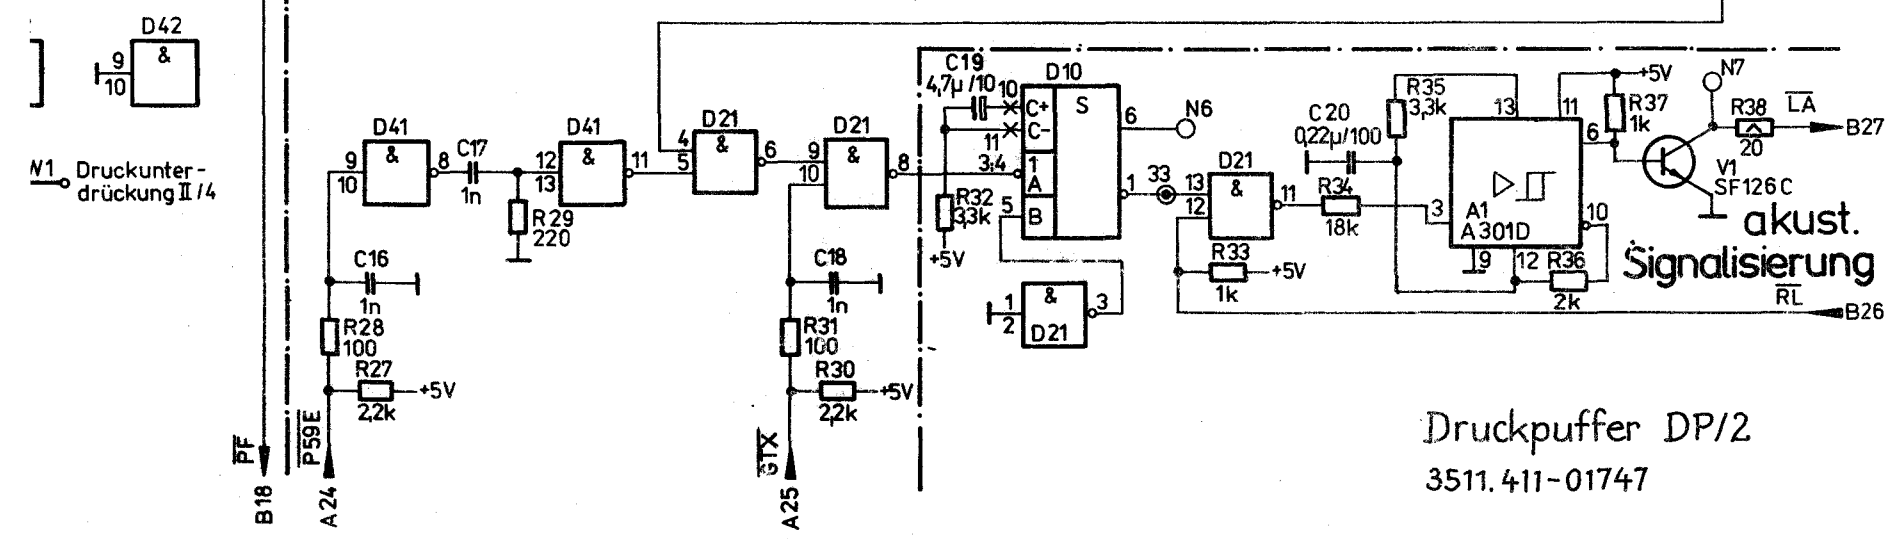 D42
&
9
10
N1 Druckunter-
drückung II/4
D41
&
9
10
8
C17
1n
D41
&
12
13
11
R29
220
C16
1n
R28
100
R27
+5V
2,2k
PF
B18
P59E
A24
D21
&
4
5
6
D21
&
9
10
8
C18
1n
R31
100
R30
+5V
2,2k
A25
C19
4,7µ/10
D10
10
C+
S
C-
11
3;4
1
A
5
B
6
N6
1
33
R32
3,3k
+5V
1
2
&
D21
3
D21
&
13
12
11
R33
+5V
1k
R34
18k
C20
0,22µ/100
R35
3,3k
13
11
+5V
R37
1k
6
3
A1
A301D
10
9
12
R36
2k
N7
R38
20
LA
B27
V1
SF126C
akust.
Signalisierung
RL
B26
Druckpuffer DP/2
3511.411-01747